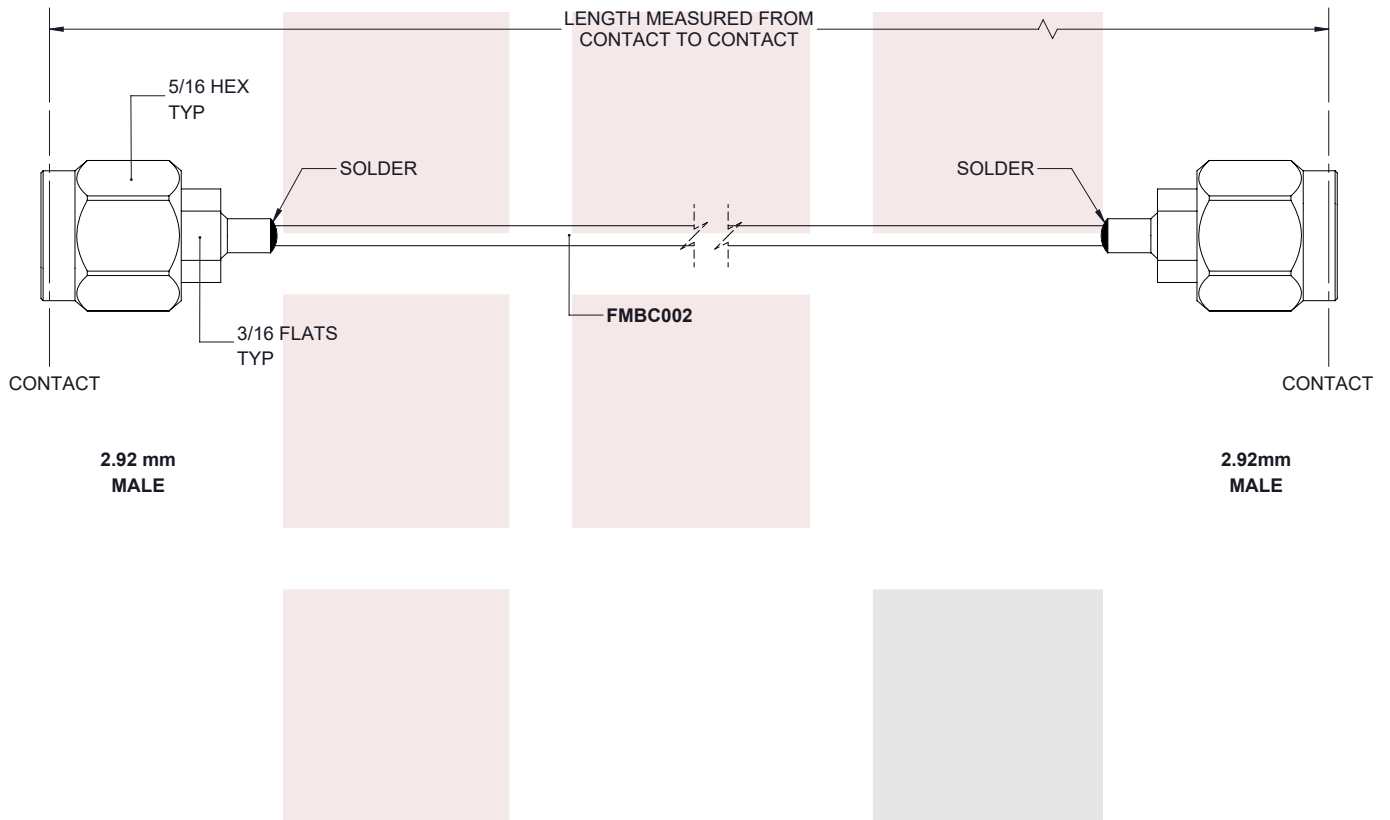 LENGTH MEASURED FROM
CONTACT TO CONTACT
5/16 HEX
TYP
SOLDER
SOLDER
FMBC002
3/16 FLATS
TYP
CONTACT
CONTACT
2.92 mm
MALE
2.92mm
MALE